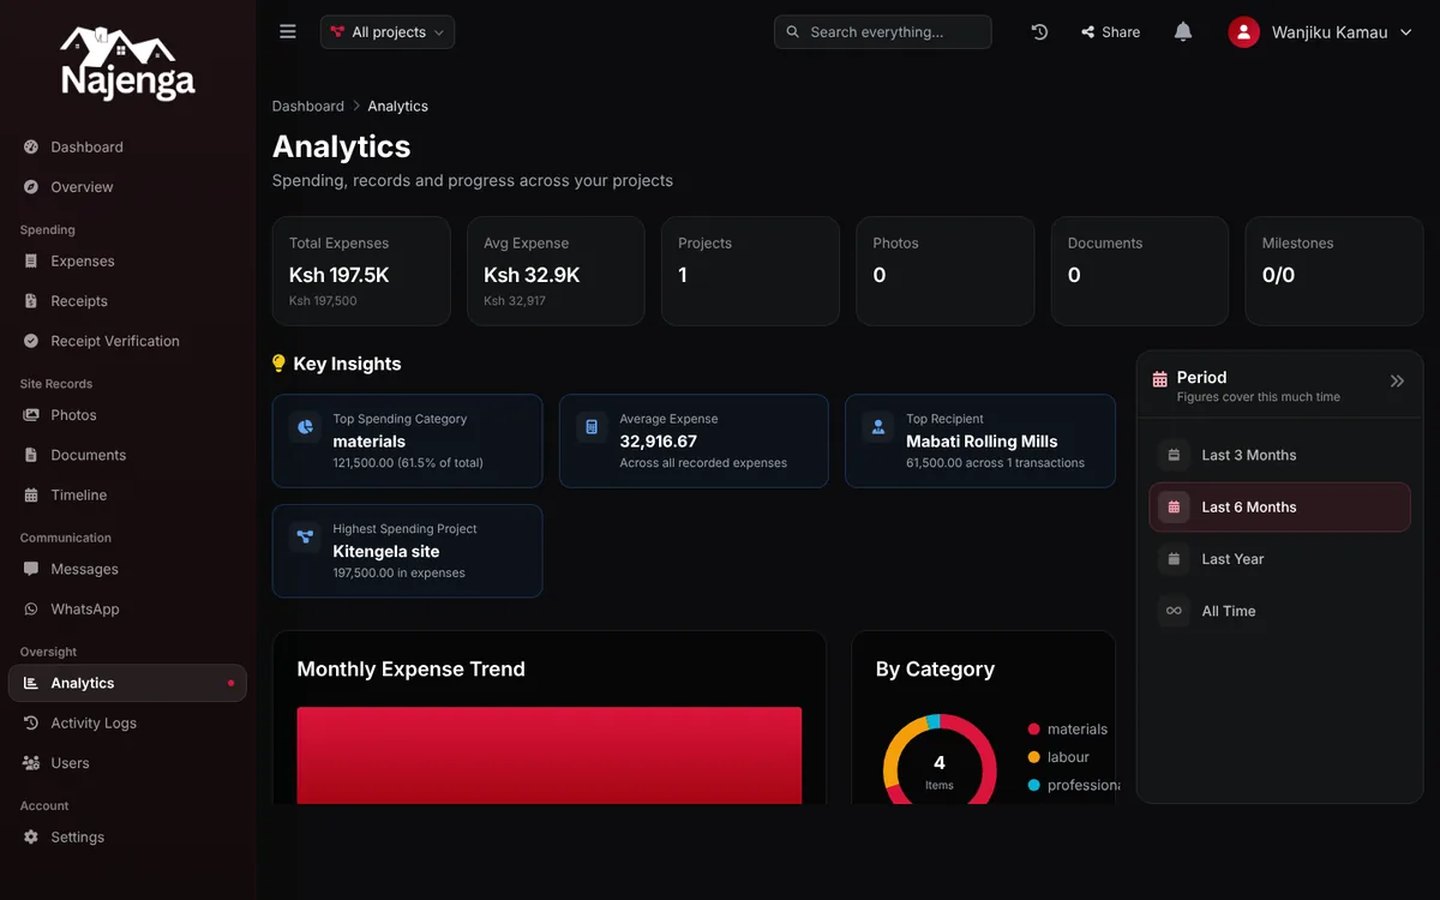 Najenga
Dashboard
Overview
Spending
Expenses
Receipts
Receipt Verification
Site Records
Photos
Documents
Timeline
Communication
Messages
WhatsApp
Oversight
Analytics
Activity Logs
Users
Account
Settings
All projects
Search everything...
Share
Wanjiku Kamau
Dashboard > Analytics
Analytics
Spending, records and progress across your projects
Total Expenses
Ksh 197.5K
Ksh 197,500
Avg Expense
Ksh 32.9K
Ksh 32,917
Projects
1
Photos
0
Documents
0
Milestones
0/0
Key Insights
Top Spending Category
materials
121,500.00 (61.5% of total)
Average Expense
32,916.67
Across all recorded expenses
Top Recipient
Mabati Rolling Mills
61,500.00 across 1 transactions
Highest Spending Project
Kitengela site
197,500.00 in expenses
Monthly Expense Trend
By Category
4
Items
materials
labour
professiona
Period
Figures cover this much time
Last 3 Months
Last 6 Months
Last Year
All Time